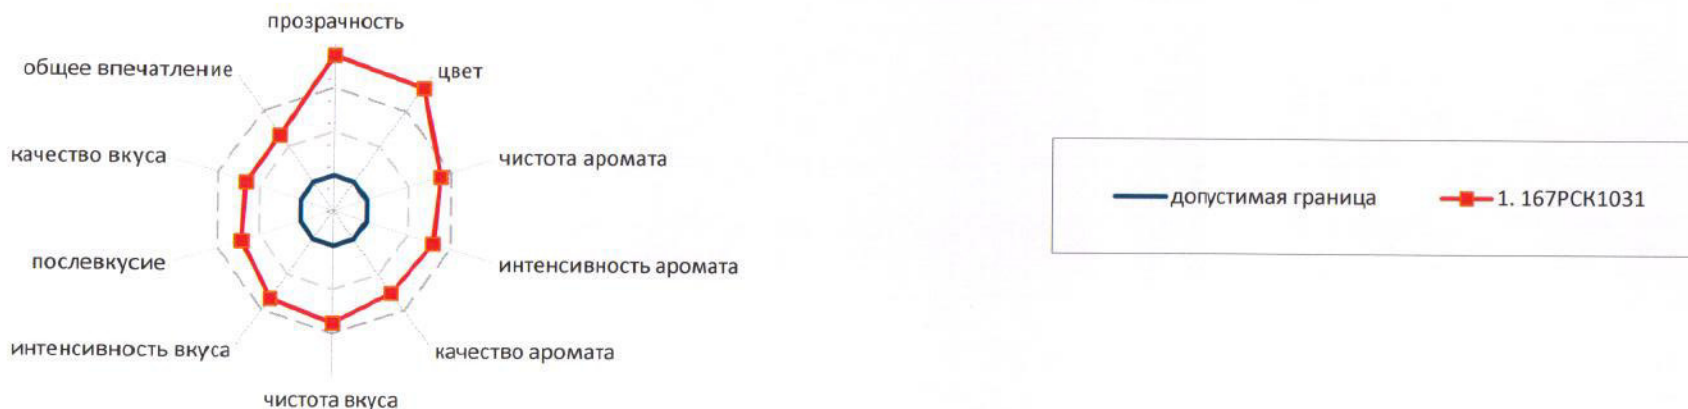 прозрачность
общее впечатление
цвет
качество вкуса
чистота аромата
послевкусие
интенсивность аромата
интенсивность вкуса
качество аромата
чистота вкуса
допустимая граница
1. 167РСК1031